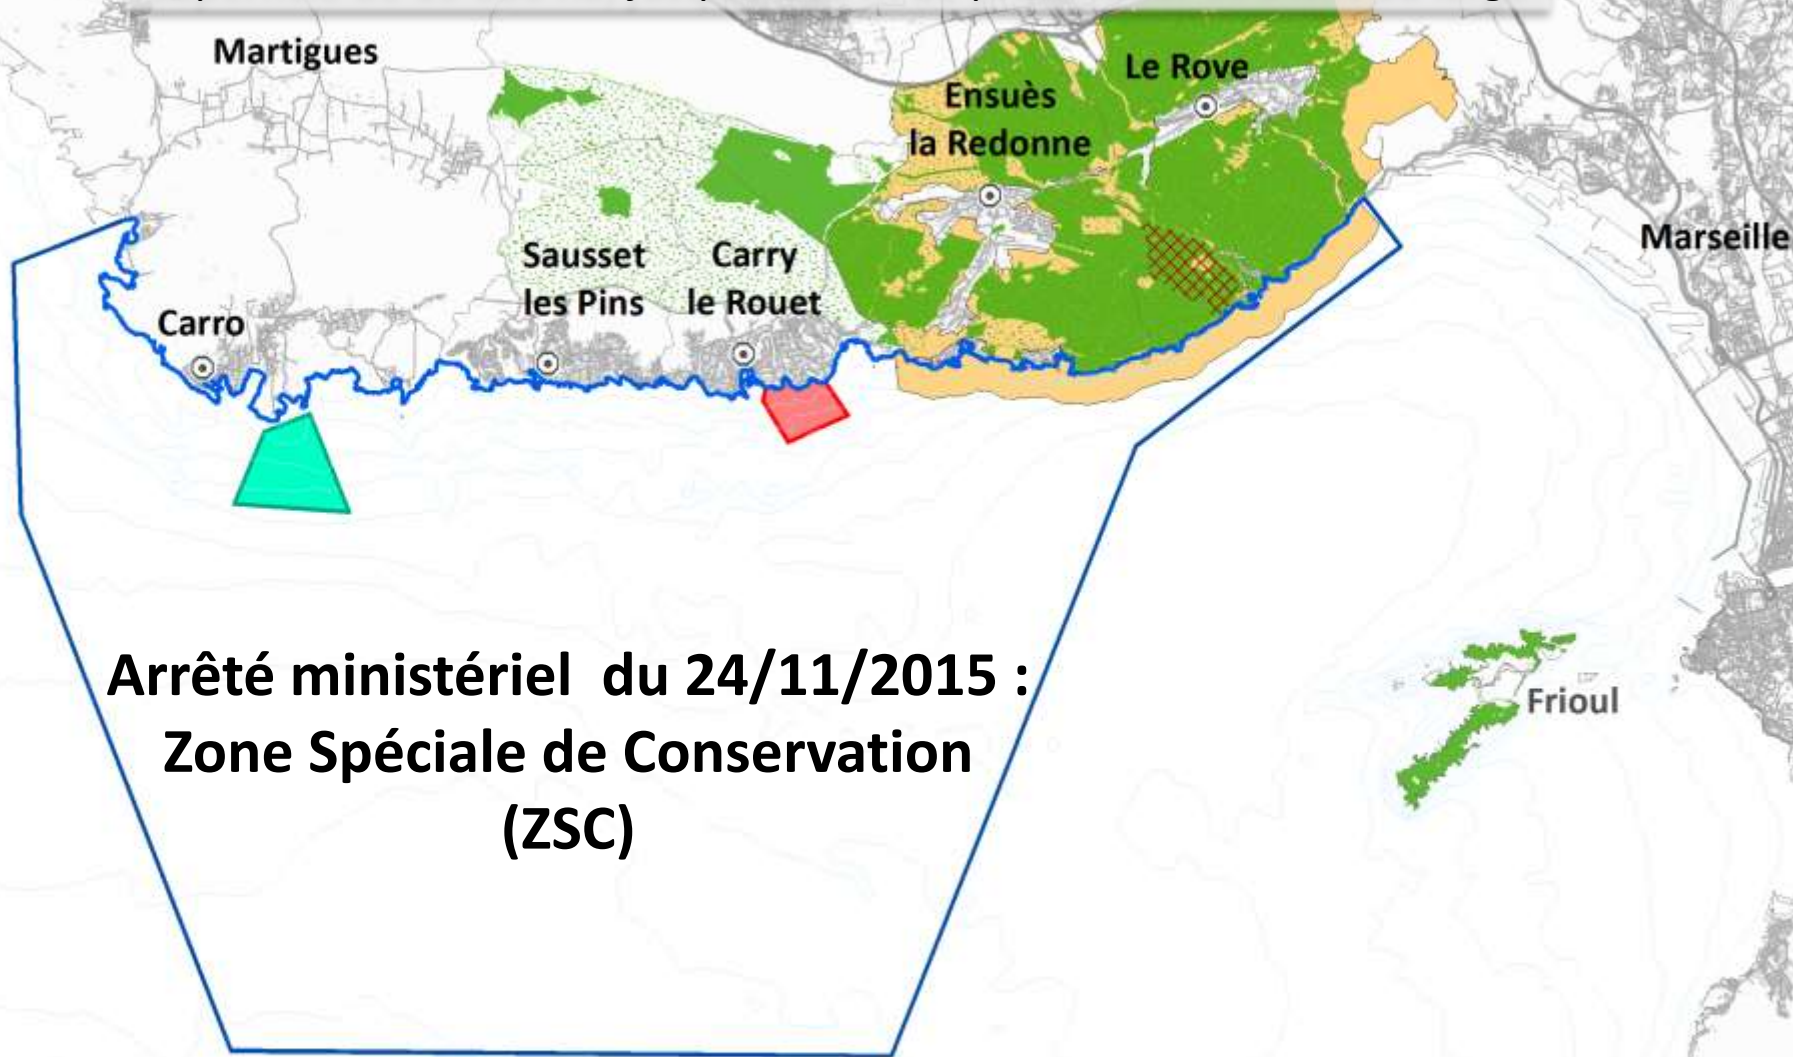 Martigues
Le Rove
Ensuès
la Redonne
Marseille
Sausset
les Pins
Carry
le Rouet
Carro
Arrêté ministériel du 24/11/2015 :
Zone Spéciale de Conservation
(ZSC)
Frioul